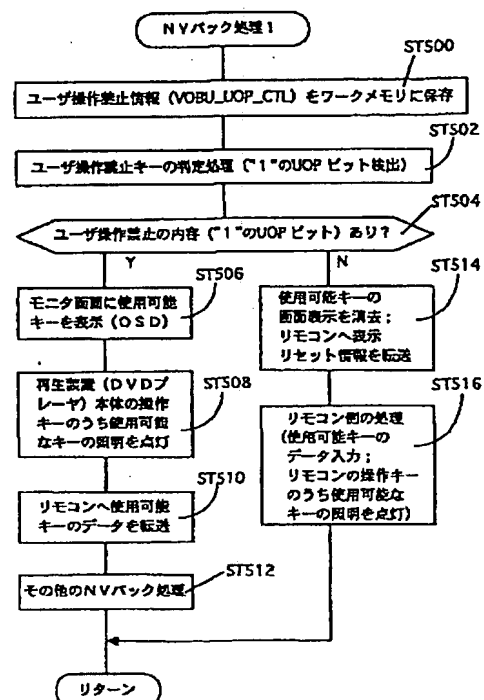 NVパック処理1
ST500
ユーザ操作禁止情報 (VOBU_UOP_CTL) をワークメモリに保存
ST502
ユーザ操作禁止キーの判定処理 ("1"のUOP ビット検出)
ST504
ユーザ操作禁止の内容 ("1"のUOP ビット) あり?
Y
N
ST506
モニタ画面に使用可能
キーを表示 (OSD)
ST508
再生装置 (DVDプ
レーヤ) 本体の操作
キーのうち使用可能
なキーの照明を点灯
ST510
リモコンへ使用可能
キーのデータを転送
ST512
その他のNVパック処理
ST514
使用可能キーの
画面表示を消去;
リモコンへ表示
リセット情報を転送
ST516
リモコン側の処理
(使用可能キーの
データ入力;
リモコンの操作キー
のうち使用可能な
キーの照明を点灯)
リターン